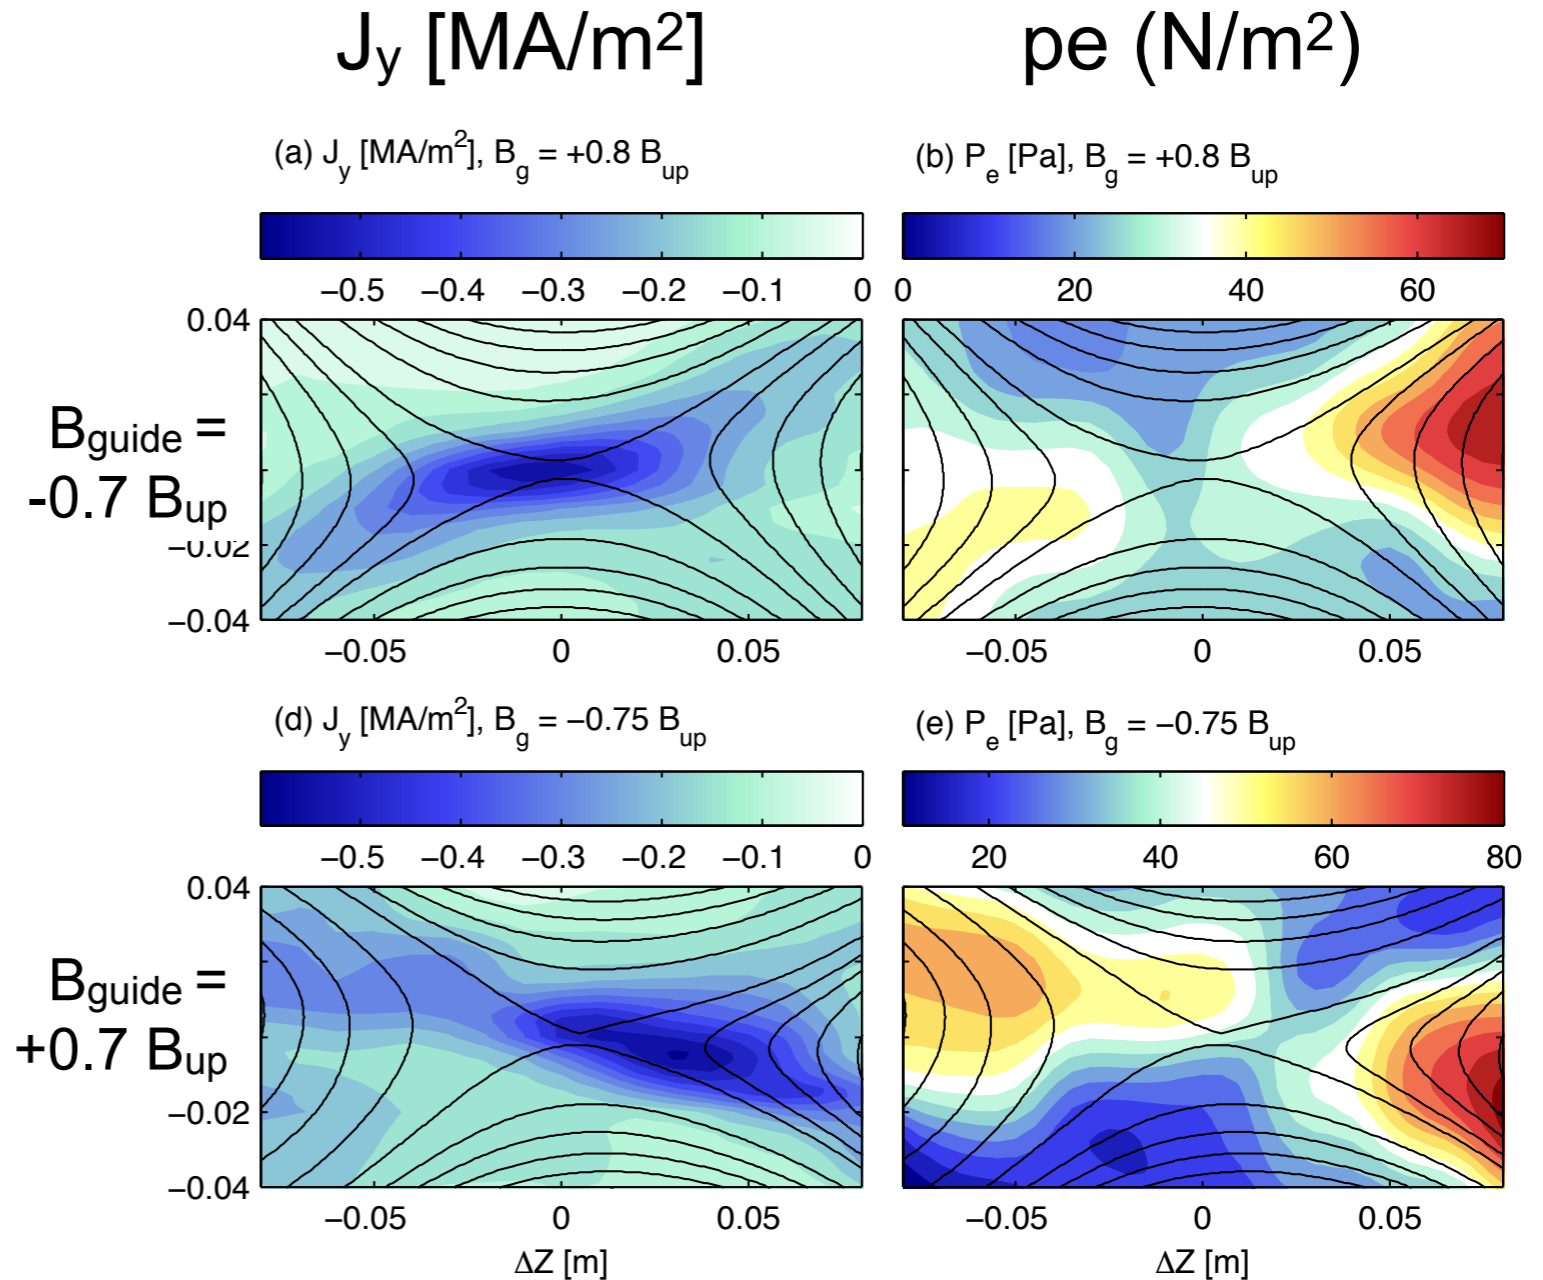 Jy [MA/m2]
pe (N/m2)
(a) Jy [MA/m2], Bg = +0.8 Bup
(b) Pe [Pa], Bg = +0.8 Bup
−0.5 −0.4 −0.3 −0.2 −0.1 0
0 20 40 60
Bguide =
-0.7 Bup
0.04
−0.02
−0.04
−0.05 0 0.05
−0.05 0 0.05
(d) Jy [MA/m2], Bg = −0.75 Bup
(e) Pe [Pa], Bg = −0.75 Bup
−0.5 −0.4 −0.3 −0.2 −0.1 0
20 40 60 80
Bguide =
+0.7 Bup
0.04
−0.02
−0.04
−0.05 0 0.05
−0.05 0 0.05
ΔZ [m]
ΔZ [m]